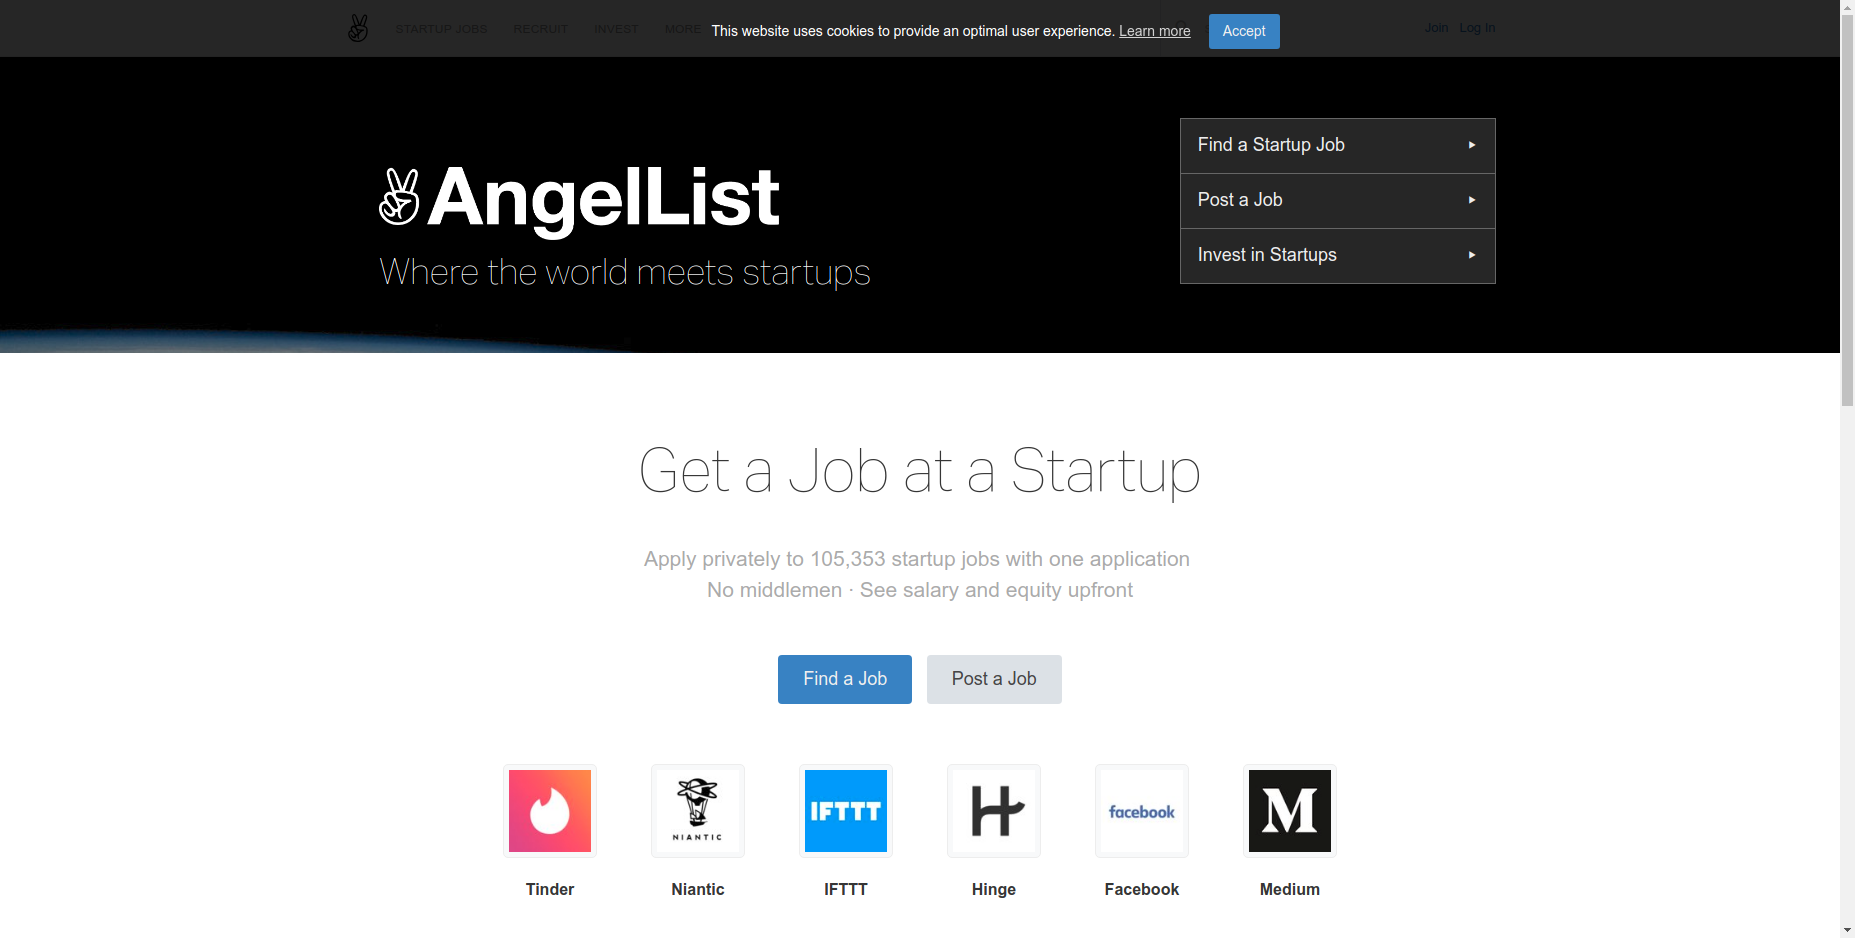 STARTUP JOBS RECRUIT INVEST MORE
This website uses cookies to provide an optimal user experience. Learn more Accept
Join Log In
AngelList
Where the world meets startups
Find a Startup Job
Post a Job
Invest in Startups
Get a Job at a Startup
Apply privately to 105,353 startup jobs with one application
No middlemen · See salary and equity upfront
Find a Job Post a Job
NIANTIC IFTTT H facebook M
Tinder Niantic IFTTT Hinge Facebook Medium